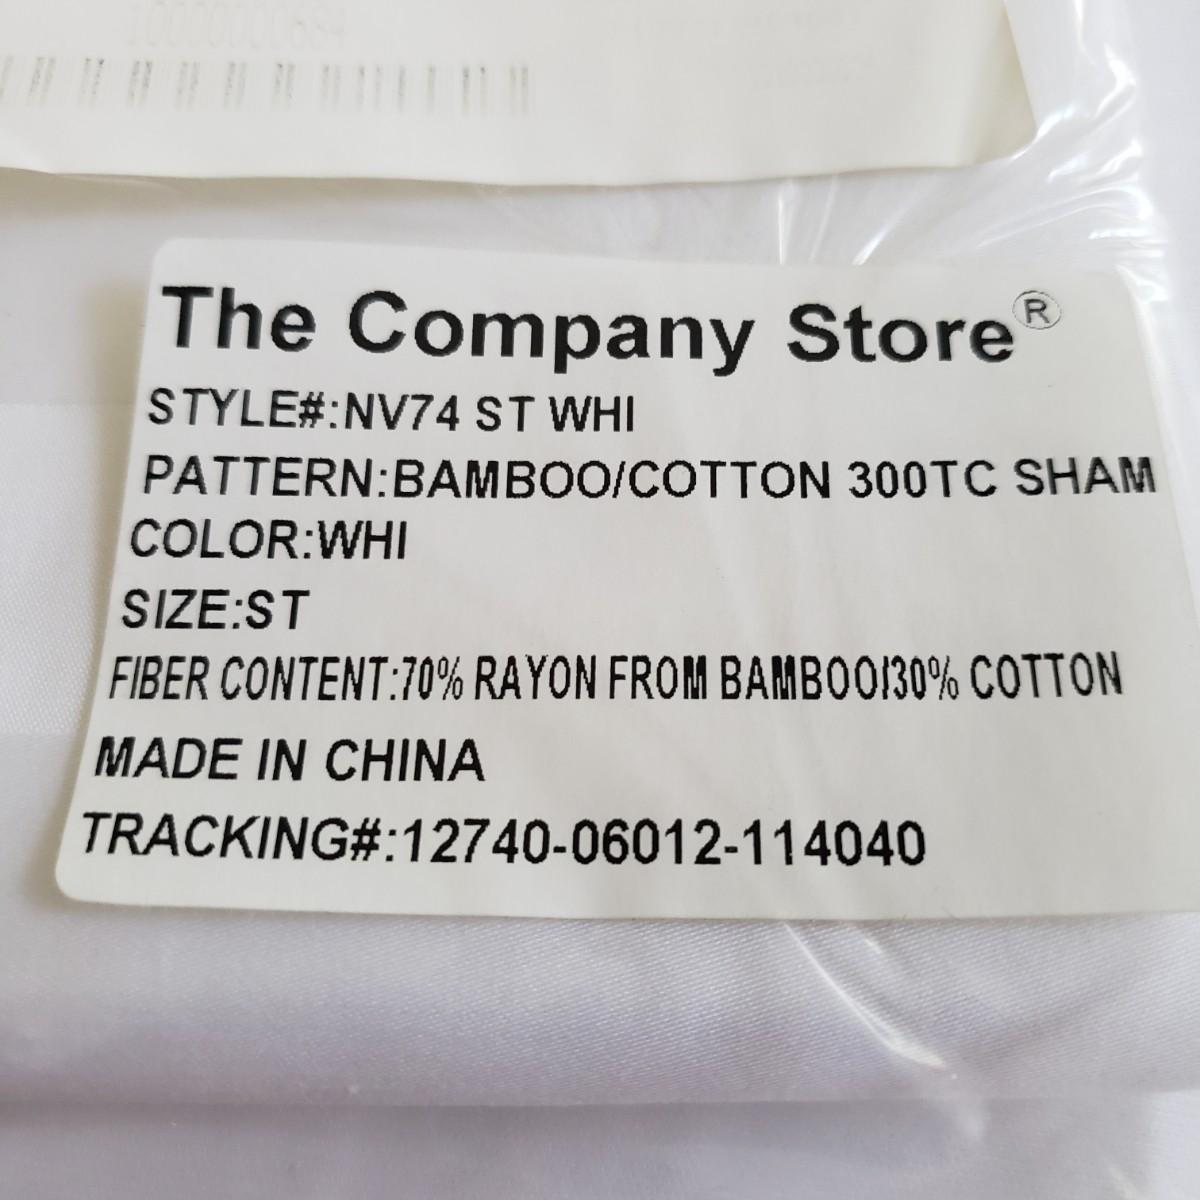 The Company Store®
STYLE#:NV74 ST WHI
PATTERN:BAMBOO/COTTON 300TC SHAM
COLOR:WHI
SIZE:ST
FIBER CONTENT:70% RAYON FROM BAMBOO/30% COTTON
MADE IN CHINA
TRACKING#:12740-06012-114040